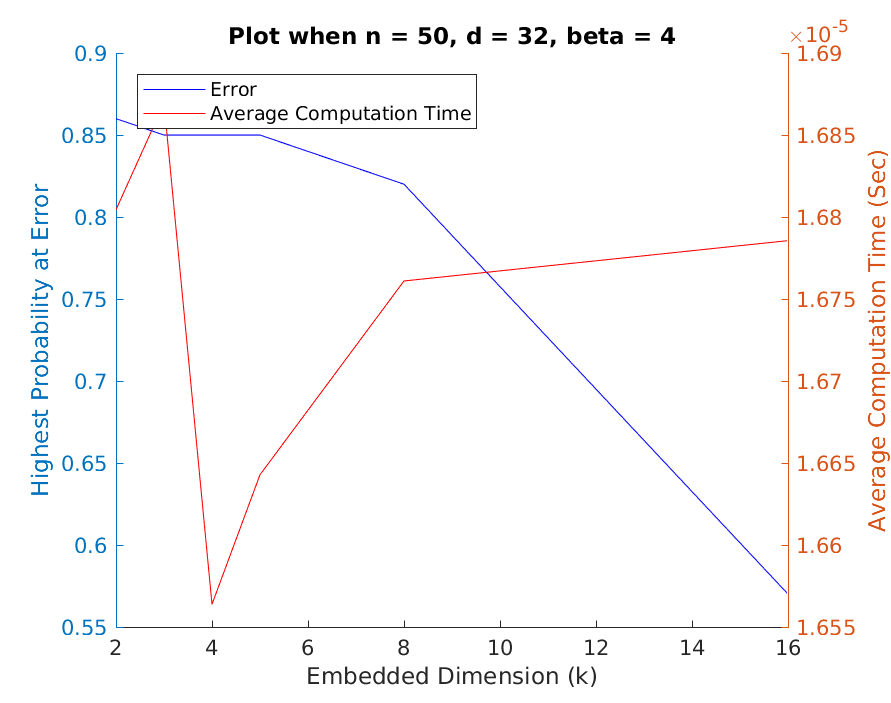 Plot when n = 50, d = 32, beta = 4
×10-5
Error
Average Computation Time
Highest Probability at Error
0.9
0.85
0.8
0.75
0.7
0.65
0.6
0.55
1.69
1.685
1.68
1.675
1.67
1.665
1.66
1.655
Average Computation Time (Sec)
2 4 6 8 10 12 14 16
Embedded Dimension (k)